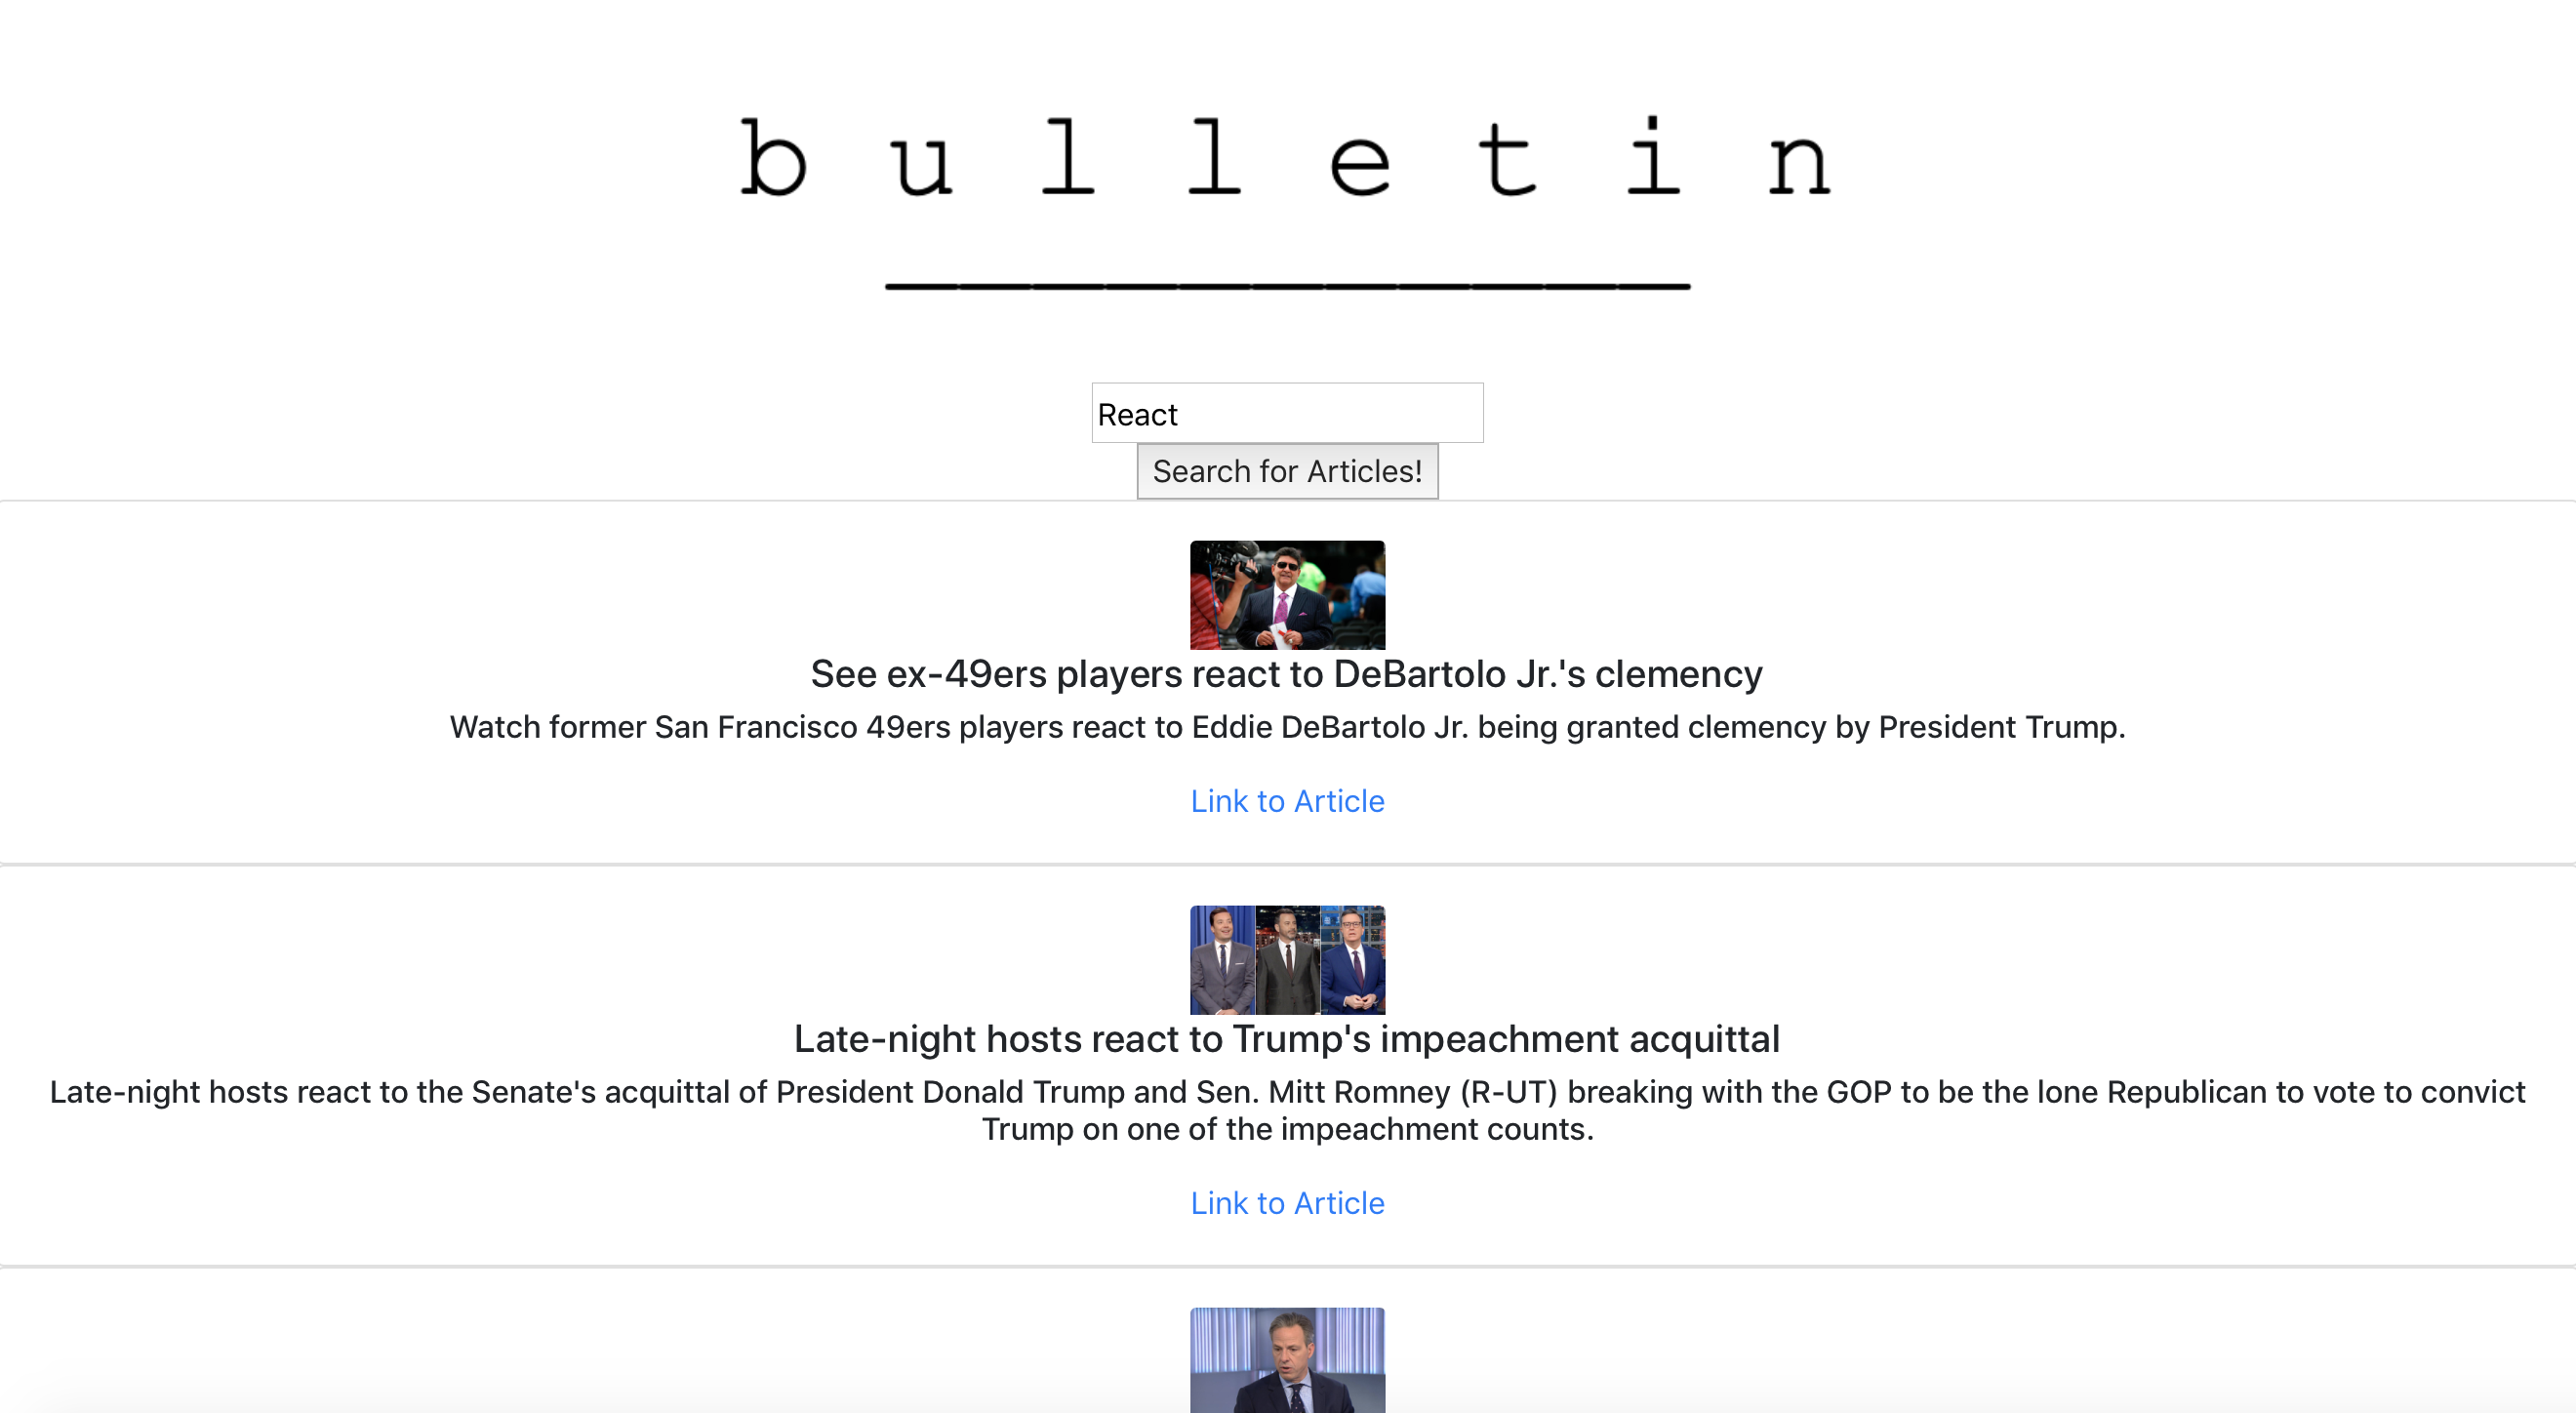 b u l l e t i n
React
Search for Articles!
See ex-49ers players react to DeBartolo Jr.'s clemency
Watch former San Francisco 49ers players react to Eddie DeBartolo Jr. being granted clemency by President Trump.
Link to Article
Late-night hosts react to Trump's impeachment acquittal
Late-night hosts react to the Senate's acquittal of President Donald Trump and Sen. Mitt Romney (R-UT) breaking with the GOP to be the lone Republican to vote to convict
Trump on one of the impeachment counts.
Link to Article